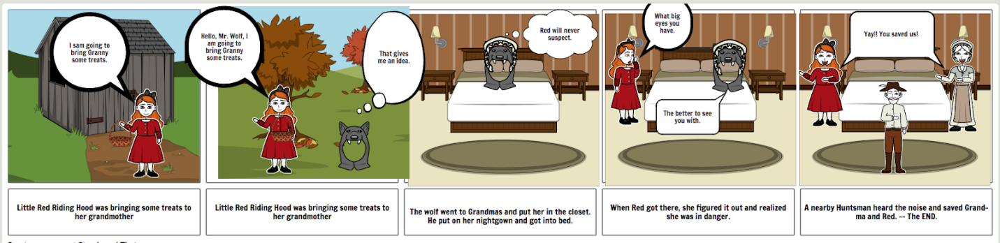 I sam going to
bring Granny
some treats.
Hello, Mr. Wolf, I
am going to
bring Granny
some treats.
That gives
me an idea.
Red will never
suspect.
What big
eyes you
have.
The better to see
you with.
Yay!! You saved us!
Little Red Riding Hood was bringing some treats to
her grandmother
Little Red Riding Hood was bringing some treats to
her grandmother
The wolf went to Grandmas and put her in the closet.
He put on her nightgown and got into bed.
When Red got there, she figured it out and realized
she was in danger.
A nearby Huntsman heard the noise and saved Grand-
ma and Red. -- The END.